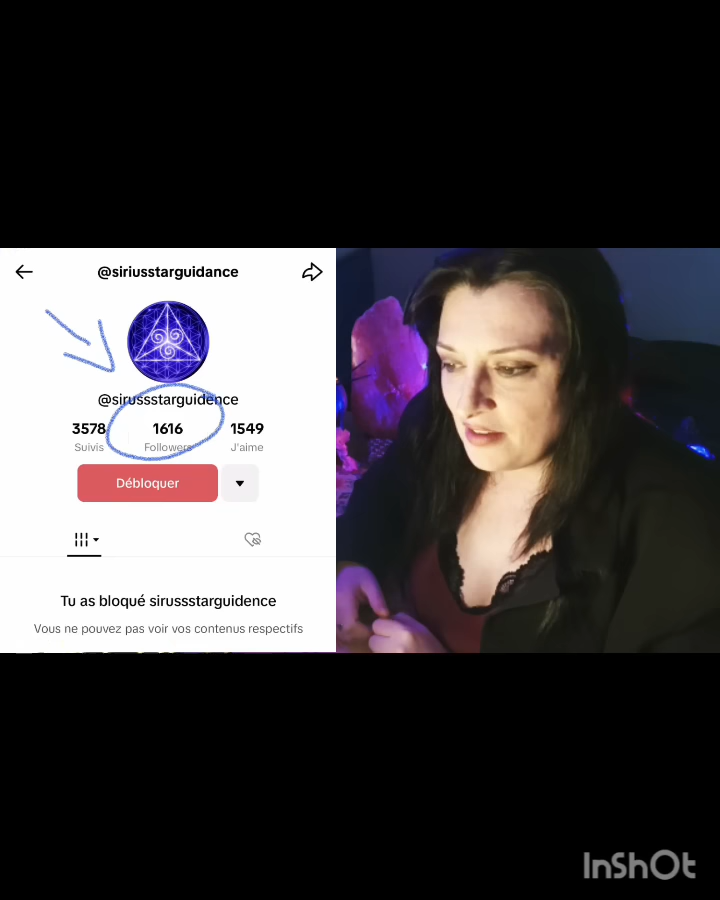 @siriusstarguidance
@sirussstarguidence
3578 1616 1549
Suivis Followers J'aime
Débloquer
Tu as bloqué sirussstarguidence
Vous ne pouvez pas voir vos contenus respectifs
InShOt